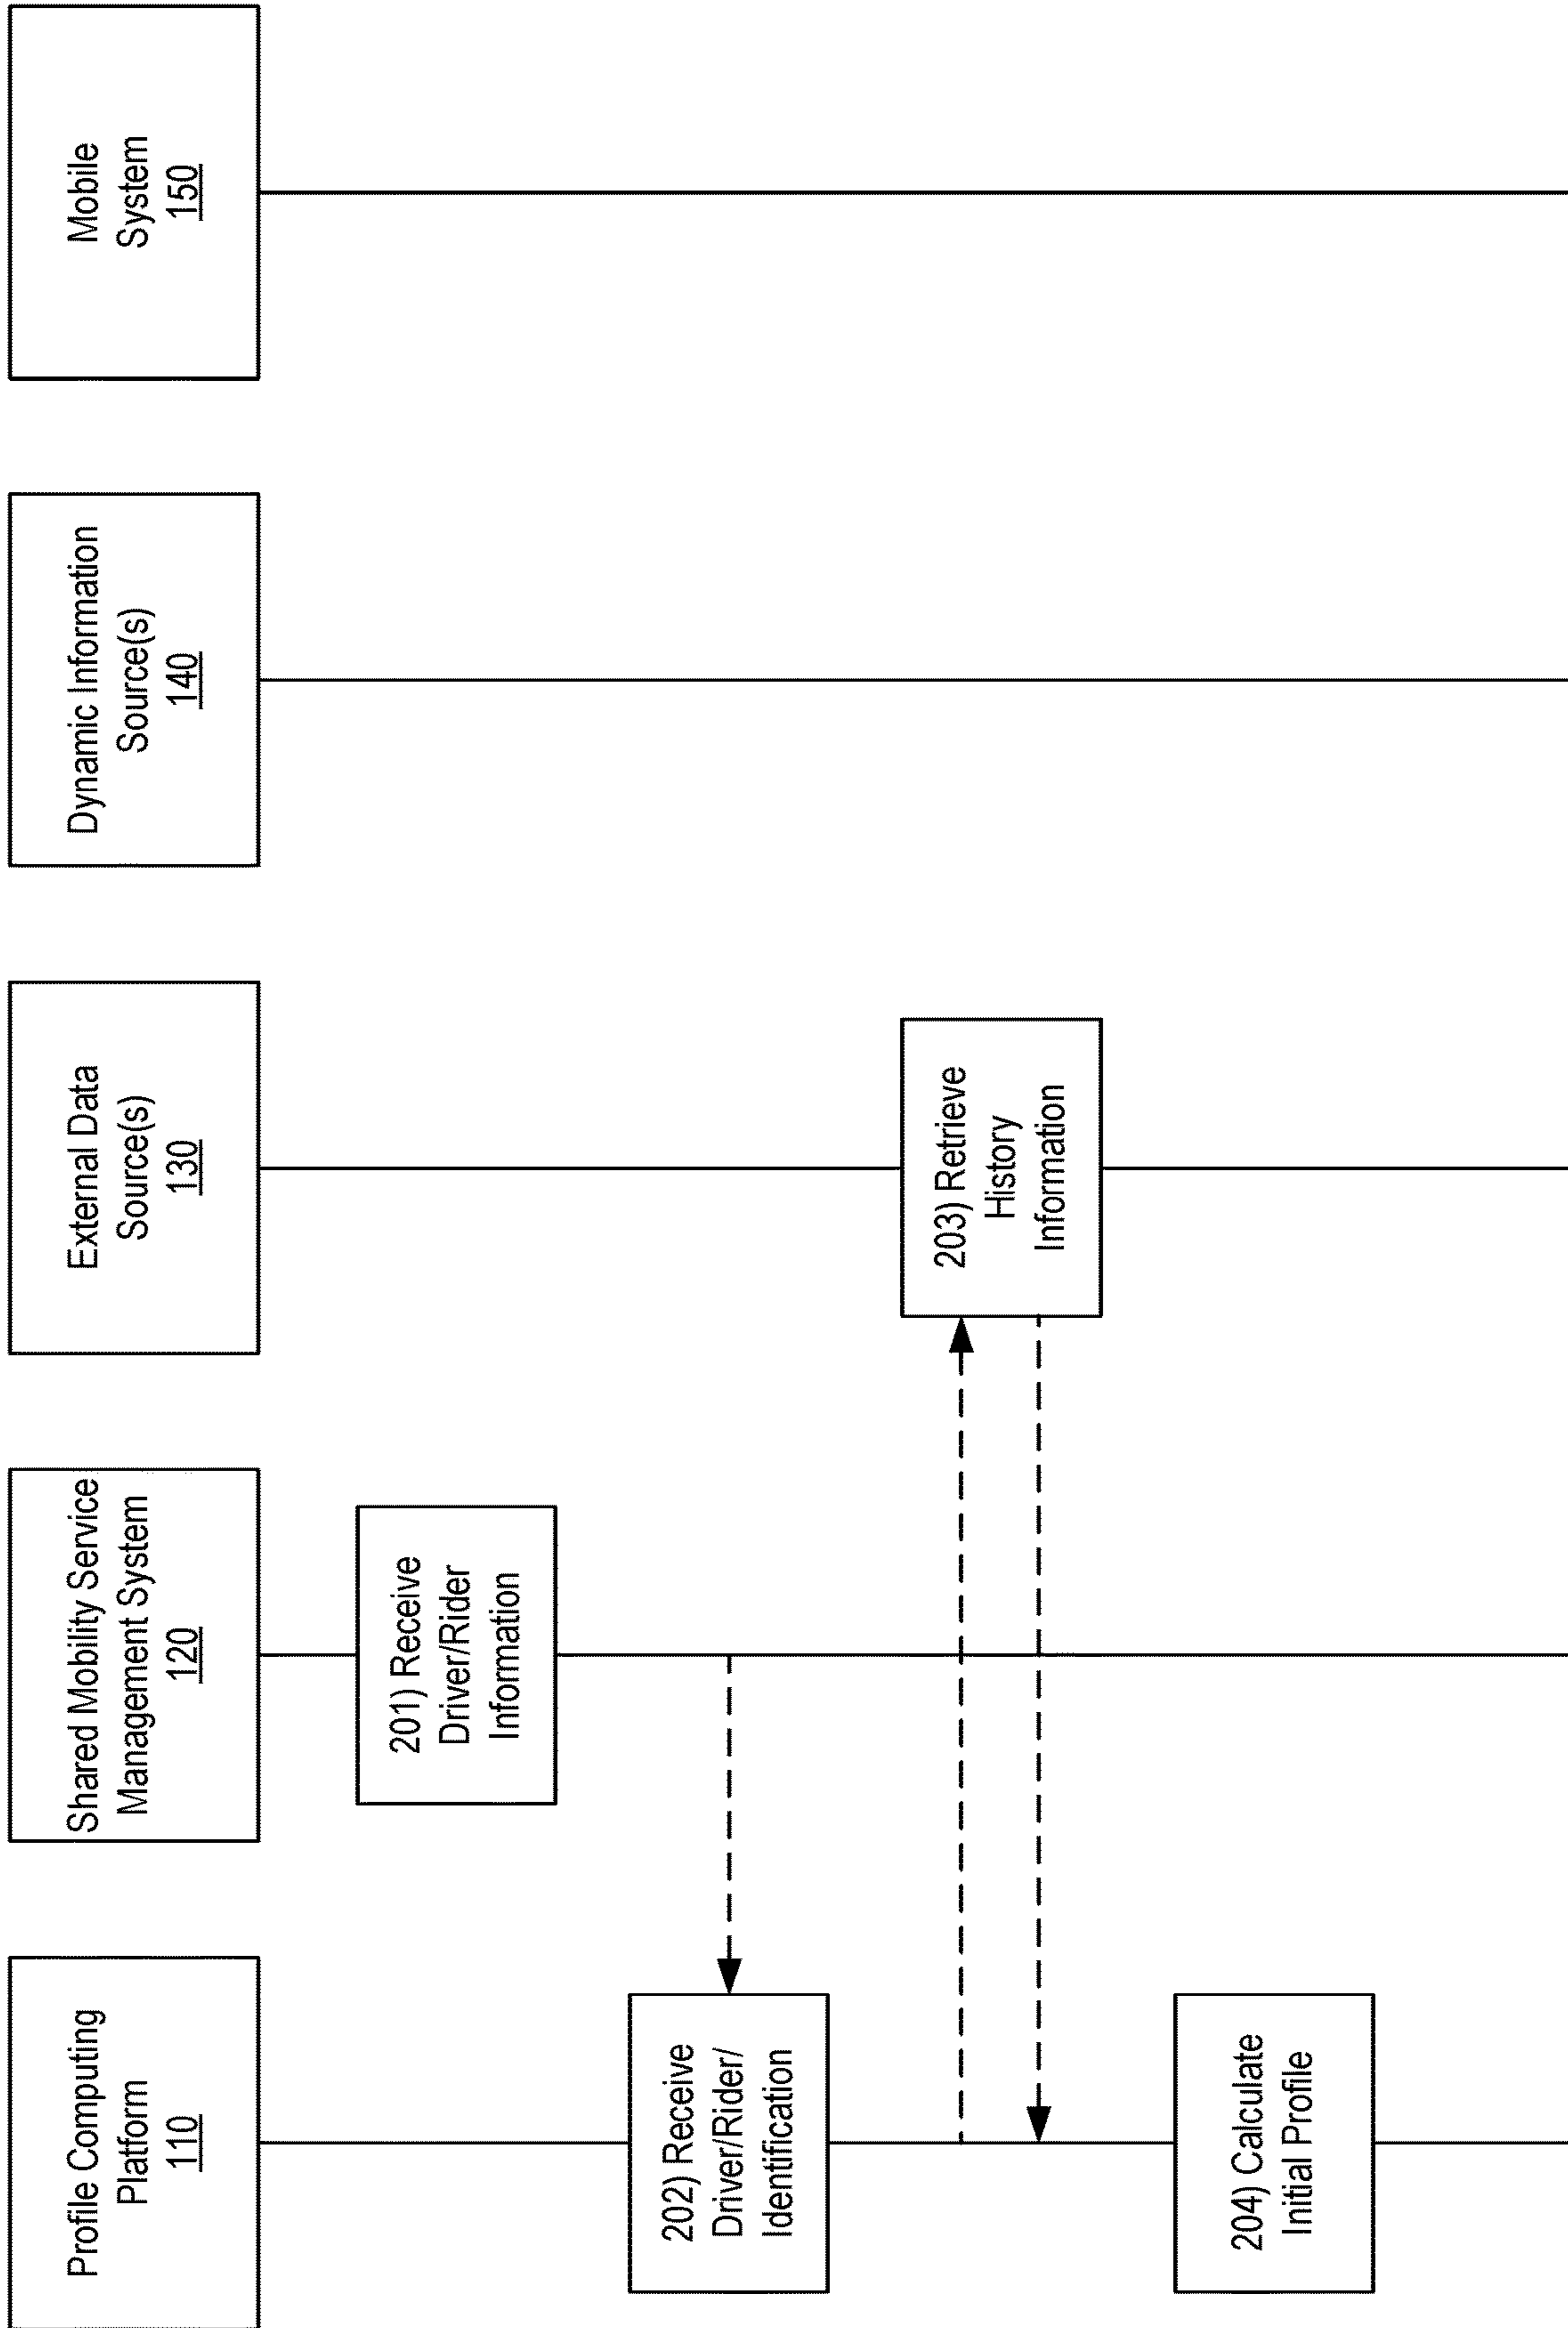 Profile Computing
Platform
110
Shared Mobility Service
Management System
120
External Data
Source(s)
130
Dynamic Information
Source(s)
140
Mobile
System
150
201) Receive
Driver/Rider
Information
202) Receive
Driver/Rider/
Identification
203) Retrieve
History
Information
204) Calculate
Initial Profile